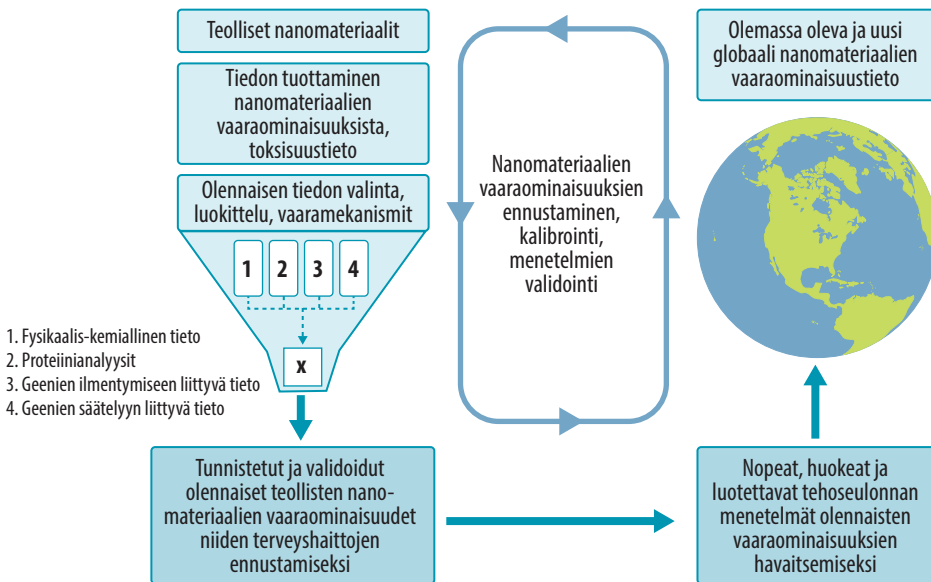 Teolliset nanomateriaalit
Tiedon tuottaminen
nanomateriaalien
vaaraominaisuuksista,
toksisuustieto
Olennaisen tiedon valinta,
luokittelu, vaaramekanismit
1 2 3 4
x
1. Fysikaalis-kemiallinen tieto
2. Proteiinianalyysit
3. Geenien ilmentymiseen liittyvä tieto
4. Geenien säätelyyn liittyvä tieto
Tunnistetut ja validoidut
olennaiset teollisten nano-
materiaalien vaaraominaisuudet
niiden terveyshaittojen
ennustamiseksi
Nanomateriaalien
vaaraominaisuuksien
ennustaminen,
kalibrointi,
menetelmien
validointi
Olemassa oleva ja uusi
globaali nanomateriaalien
vaaraominaisuustieto
Nopeat, huokeat ja
luotettavat tehoseulonnan
menetelmät olennaisten
vaaraominaisuuksien
havaitsemiseksi